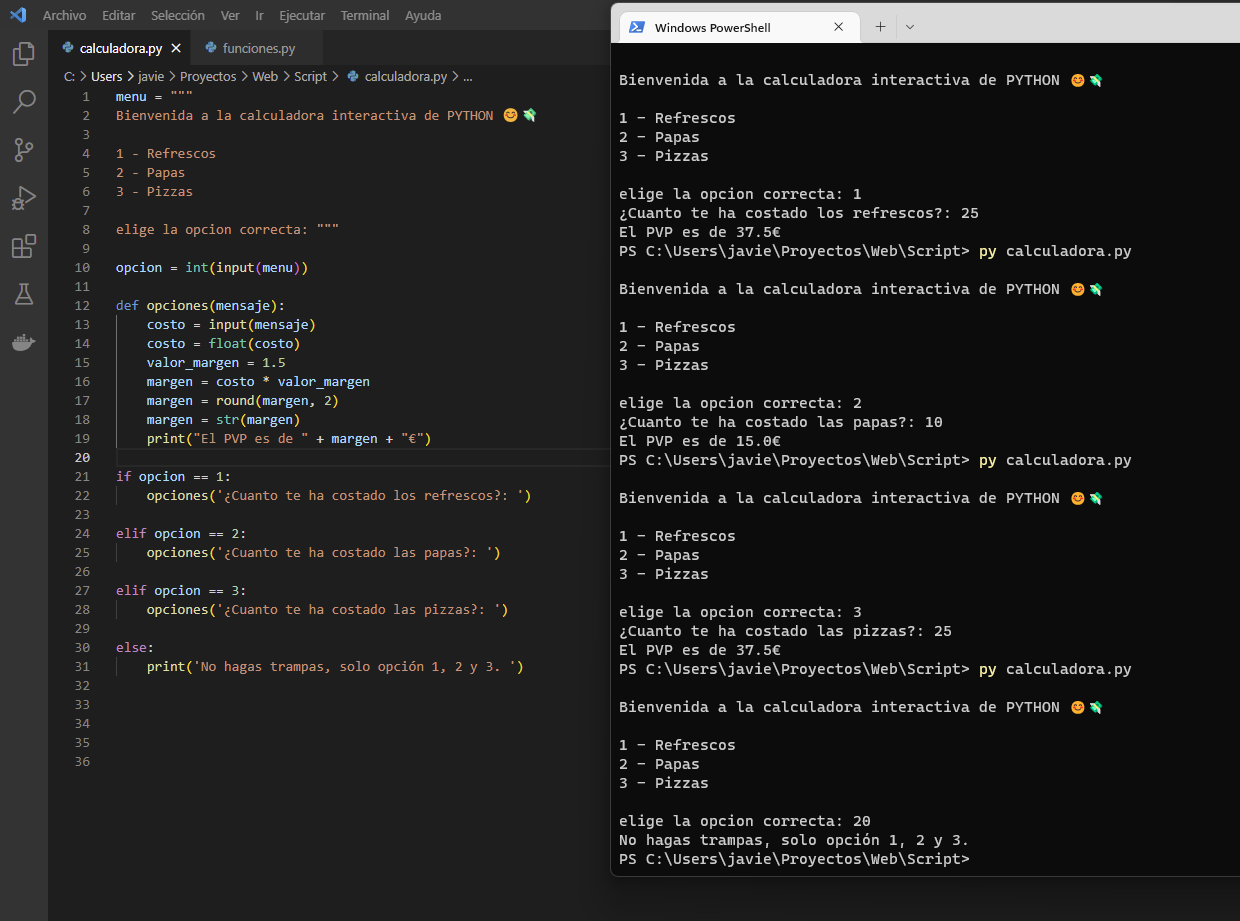 Archivo Editar Selección Ver Ir Ejecutar Terminal Ayuda
calculadora.py funciones.py
C: > Users > javie > Proyectos > Web > Script > calculadora.py > ...
1 menu = """
2 Bienvenida a la calculadora interactiva de PYTHON 😊💸
3
4 1 - Refrescos
5 2 - Papas
6 3 - Pizzas
7
8 elige la opcion correcta: """
9
10 opcion = int(input(menu))
11
12 def opciones(mensaje):
13     costo = input(mensaje)
14     costo = float(costo)
15     valor_margen = 1.5
16     margen = costo * valor_margen
17     margen = round(margen, 2)
18     margen = str(margen)
19     print("El PVP es de " + margen + "€")
20
21 if opcion == 1:
22     opciones('¿Cuanto te ha costado los refrescos?: ')
23
24 elif opcion == 2:
25     opciones('¿Cuanto te ha costado las papas?: ')
26
27 elif opcion == 3:
28     opciones('¿Cuanto te ha costado las pizzas?: ')
29
30 else:
31     print('No hagas trampas, solo opción 1, 2 y 3. ')
32
33
34
35
36
Windows PowerShell
Bienvenida a la calculadora interactiva de PYTHON 😊💸
1 - Refrescos
2 - Papas
3 - Pizzas
elige la opcion correcta: 1
¿Cuanto te ha costado los refrescos?: 25
El PVP es de 37.5€
PS C:\Users\javie\Proyectos\Web\Script> py calculadora.py
Bienvenida a la calculadora interactiva de PYTHON 😊💸
1 - Refrescos
2 - Papas
3 - Pizzas
elige la opcion correcta: 2
¿Cuanto te ha costado las papas?: 10
El PVP es de 15.0€
PS C:\Users\javie\Proyectos\Web\Script> py calculadora.py
Bienvenida a la calculadora interactiva de PYTHON 😊💸
1 - Refrescos
2 - Papas
3 - Pizzas
elige la opcion correcta: 3
¿Cuanto te ha costado las pizzas?: 25
El PVP es de 37.5€
PS C:\Users\javie\Proyectos\Web\Script> py calculadora.py
Bienvenida a la calculadora interactiva de PYTHON 😊💸
1 - Refrescos
2 - Papas
3 - Pizzas
elige la opcion correcta: 20
No hagas trampas, solo opción 1, 2 y 3.
PS C:\Users\javie\Proyectos\Web\Script>